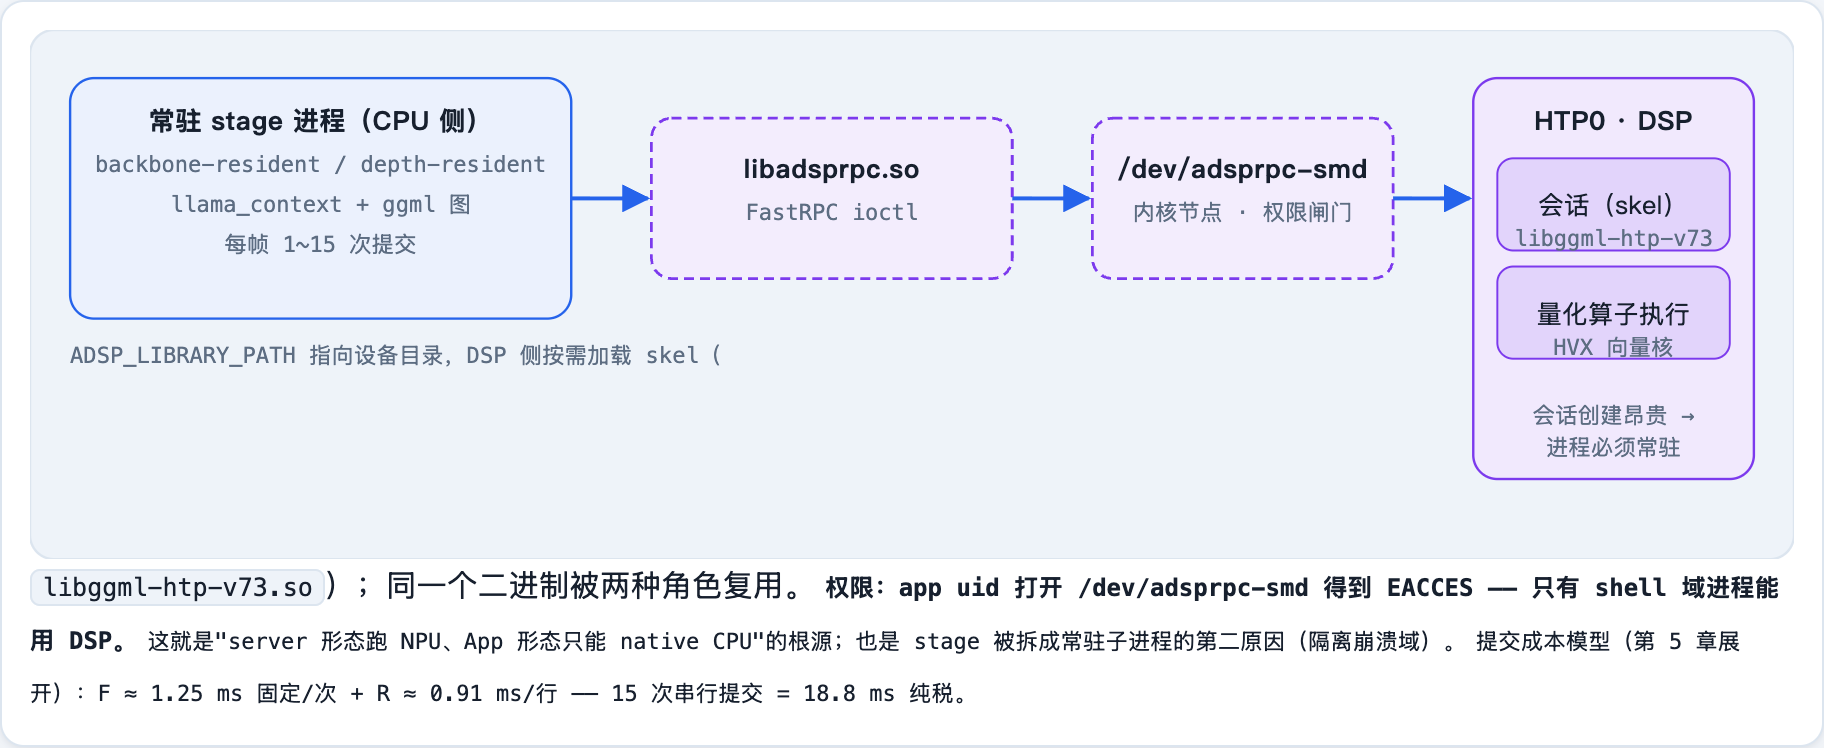 常驻 stage 进程（CPU 侧）
backbone-resident / depth-resident
llama_context + ggml 图
每帧 1~15 次提交
libadsprpc.so
FastRPC ioctl
/dev/adsprpc-smd
内核节点 · 权限闸门
HTP0 · DSP
会话（skel）
libggml-htp-v73
量化算子执行
HVX 向量核
会话创建昂贵 →
进程必须常驻
ADSP_LIBRARY_PATH 指向设备目录，DSP 侧按需加载 skel（
libggml-htp-v73.so）；同一个二进制被两种角色复用。 权限：app uid 打开 /dev/adsprpc-smd 得到 EACCES —— 只有 shell 域进程能
用 DSP。 这就是"server 形态跑 NPU、App 形态只能 native CPU"的根源；也是 stage 被拆成常驻子进程的第二原因（隔离崩溃域）。 提交成本模型（第 5 章展
开）：F ≈ 1.25 ms 固定/次 + R ≈ 0.91 ms/行 —— 15 次串行提交 = 18.8 ms 纯税。